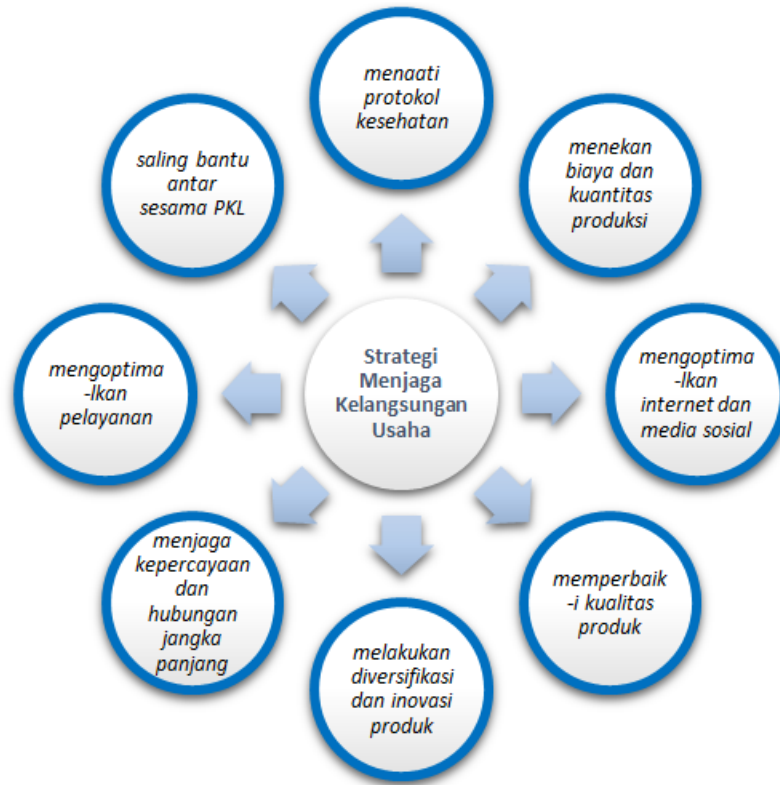 menaati
protokol
kesehatan
menekan
biaya dan
kuantitas
produksi
mengoptima
-lkan
internet dan
media sosial
memperbaik
-i kualitas
produk
melakukan
diversifikasi
dan inovasi
produk
menjaga
kepercayaan
dan
hubungan
jangka
panjang
mengoptima
-lkan
pelayanan
saling bantu
antar
sesama PKL
Strategi
Menjaga
Kelangsungan
Usaha